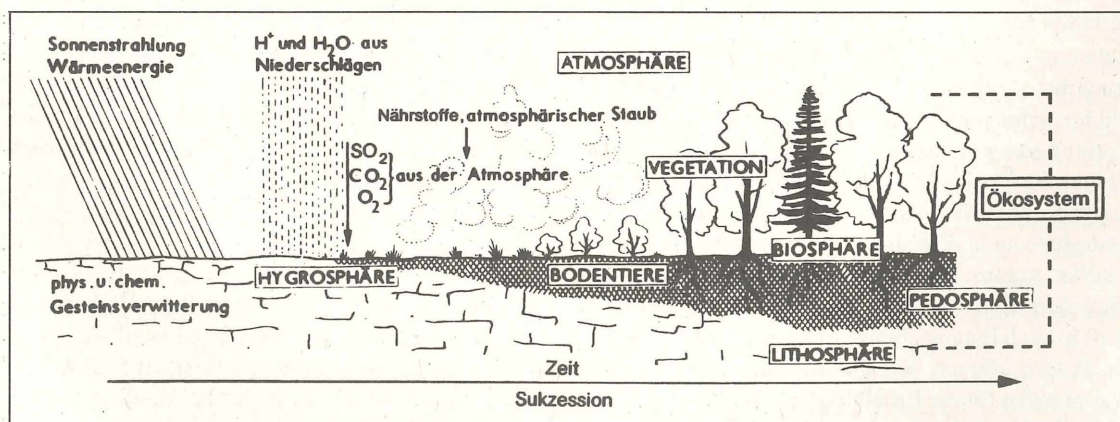 Sonnenstrahlung
Wärmeenergie
H⁺ und H₂O aus
Niederschlägen
ATMOSPHÄRE
Nährstoffe, atmosphärischer Staub
SO₂
CO₂
O₂
aus der Atmosphäre
VEGETATION
Ökosystem
BIOSPHÄRE
HYGROSPHÄRE
BODENTIERE
phys. u. chem.
Gesteinsverwitterung
PEDOSPHÄRE
LITHOSPHÄRE
Zeit
Sukzession